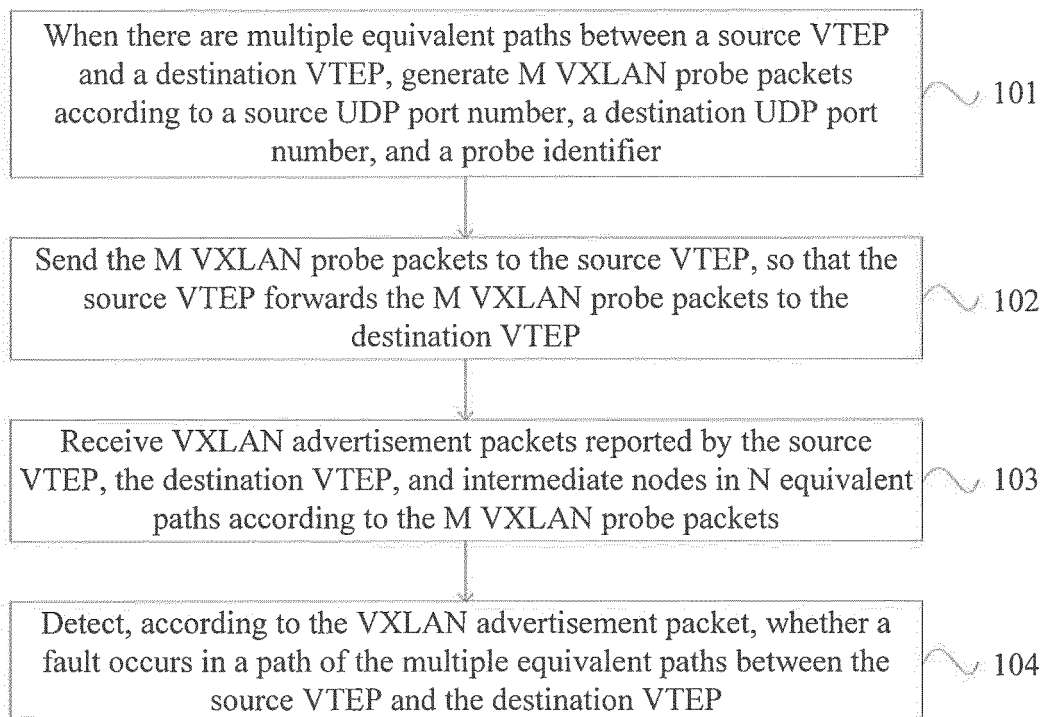 When there are multiple equivalent paths between a source VTEP
and a destination VTEP, generate M VXLAN probe packets
according to a source UDP port number, a destination UDP port
number, and a probe identifier
101
Send the M VXLAN probe packets to the source VTEP, so that the
source VTEP forwards the M VXLAN probe packets to the
destination VTEP
102
Receive VXLAN advertisement packets reported by the source
VTEP, the destination VTEP, and intermediate nodes in N equivalent
paths according to the M VXLAN probe packets
103
Detect, according to the VXLAN advertisement packet, whether a
fault occurs in a path of the multiple equivalent paths between the
source VTEP and the destination VTEP
104